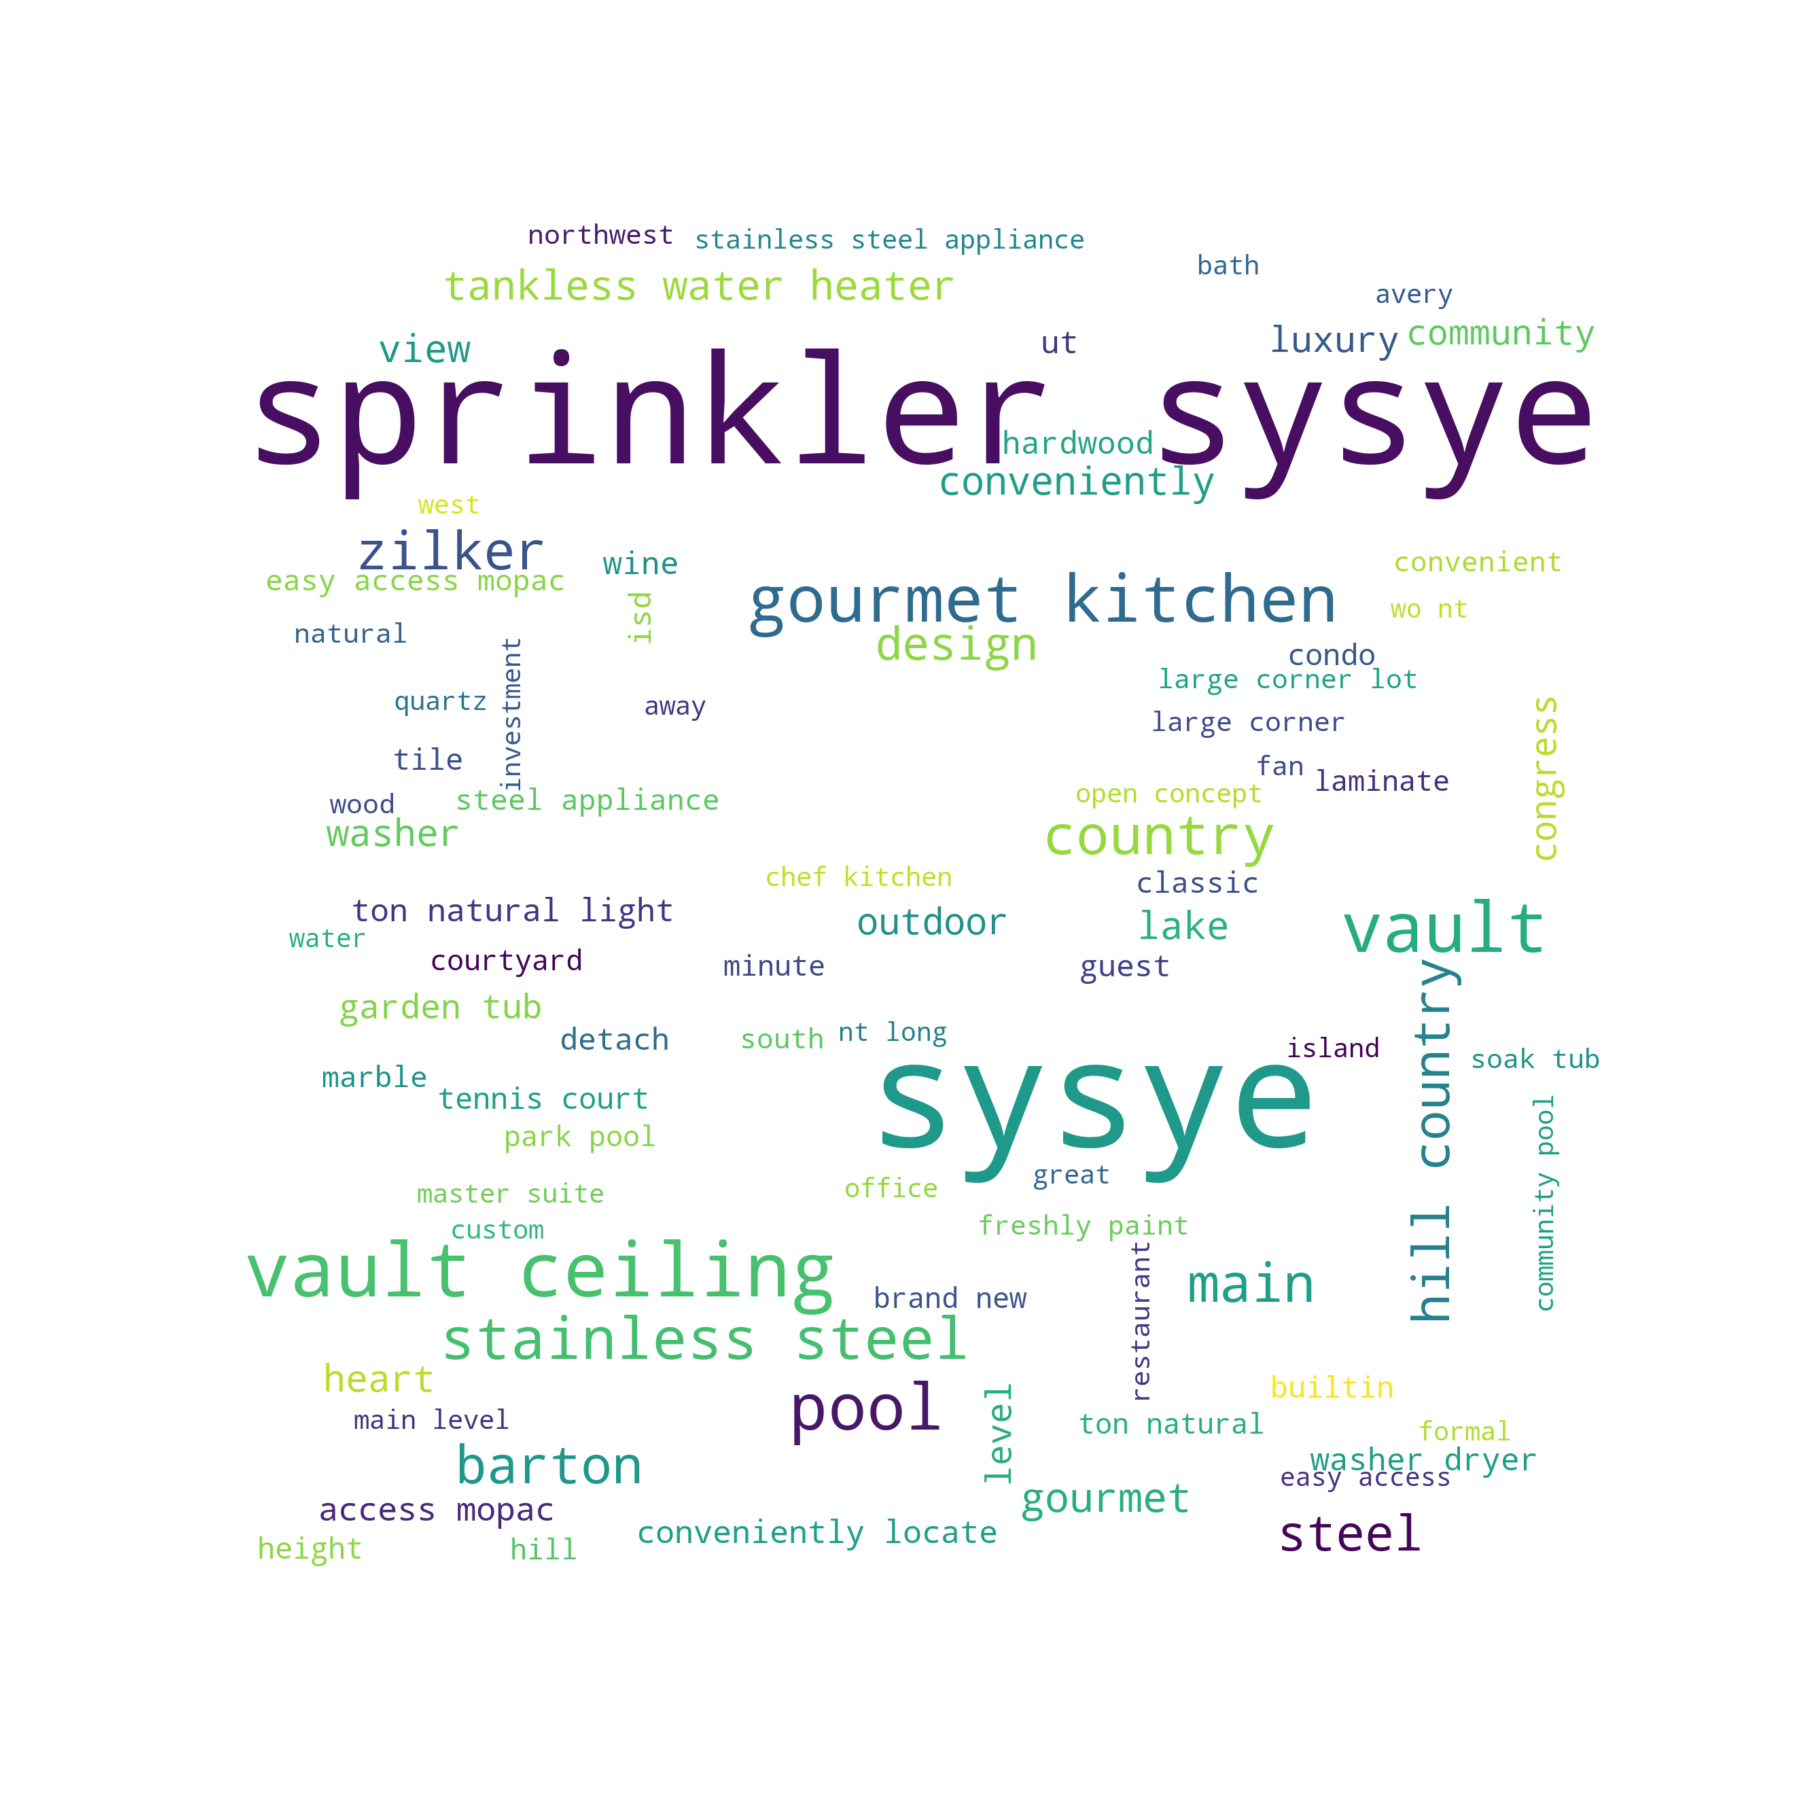 northwest
stainless steel appliance
bath
tankless water heater
avery
view
ut
luxury
community
sprinkler sysye
hardwood
conveniently
west
zilker
wine
convenient
easy access mopac
isd
gourmet kitchen
wo nt
natural
design
condo
investment
large corner lot
quartz
away
large corner
congress
tile
fan
laminate
wood
steel appliance
open concept
washer
country
chef kitchen
classic
ton natural light
outdoor
lake
vault
water
courtyard
minute
guest
hill country
garden tub
detach
south
nt long
island
soak tub
marble
tennis court
sysye
community pool
park pool
master suite
office
great
custom
freshly paint
vault ceiling
brand new
restaurant
main
stainless steel
heart
pool
level
builtin
main level
ton natural
formal
barton
washer dryer
easy access
access mopac
gourmet
height
hill
conveniently locate
steel